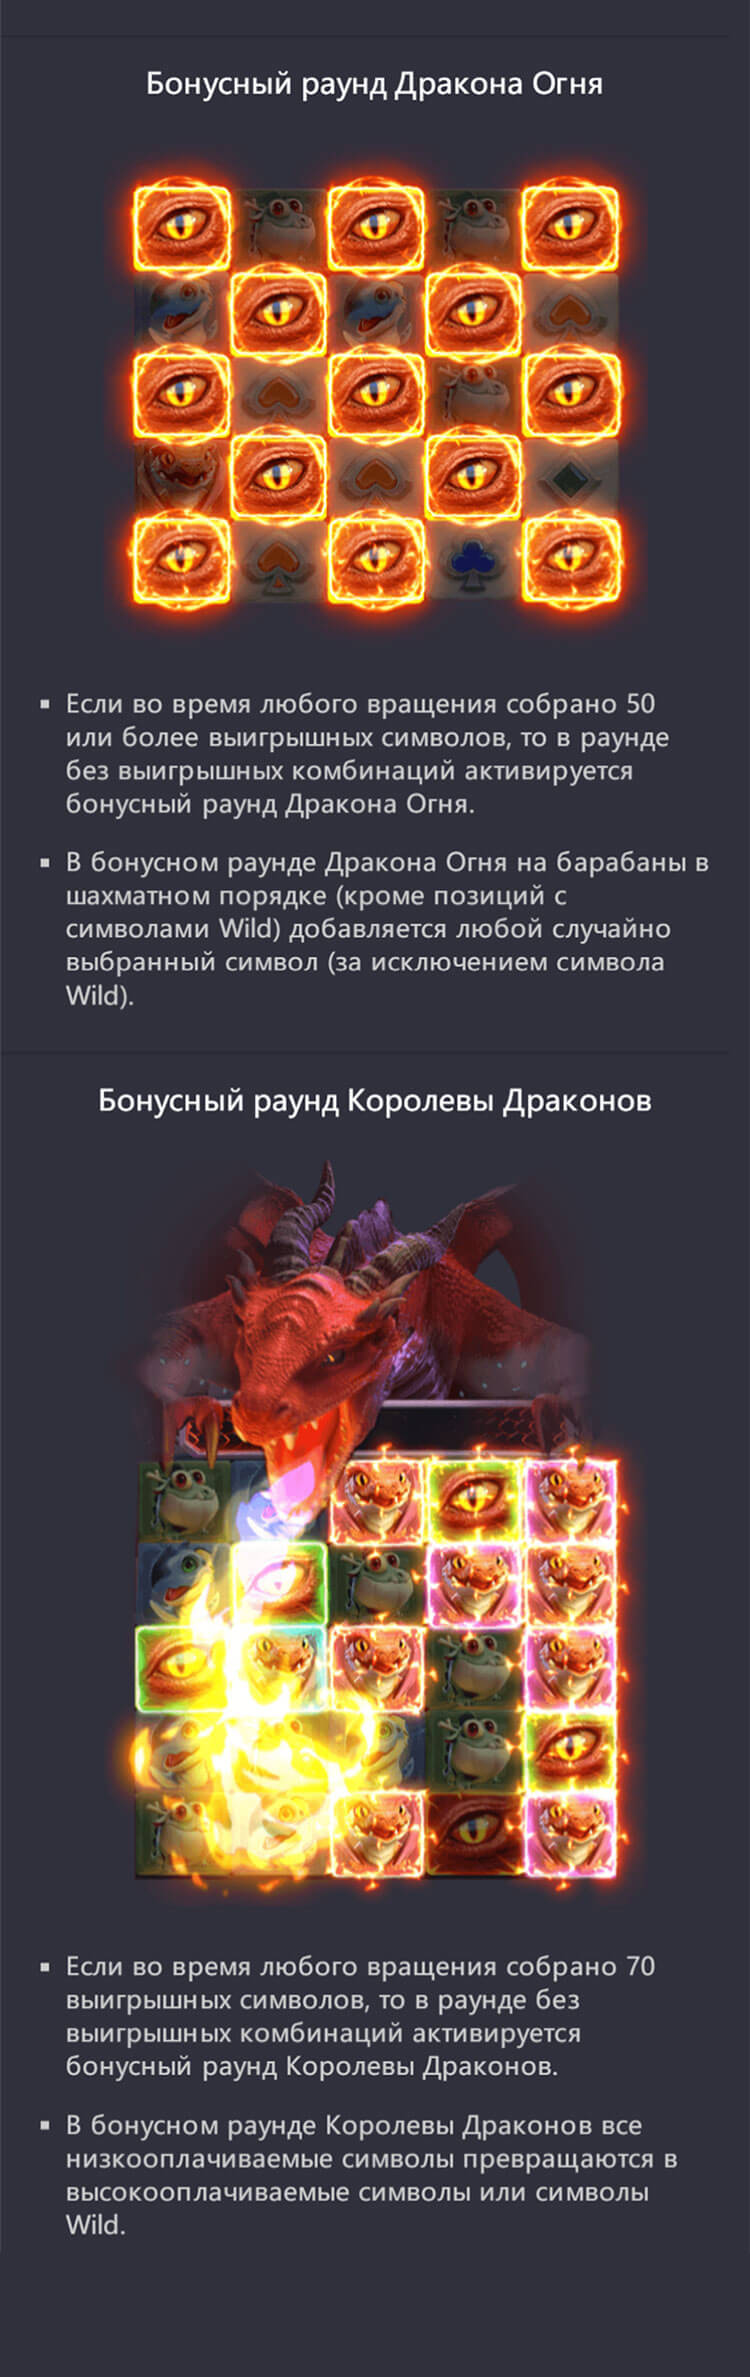 Бонусный раунд Дракона Огня
▪ Если во время любого вращения собрано 50
или более выигрышных символов, то в раунде
без выигрышных комбинаций активируется
бонусный раунд Дракона Огня.
▪ В бонусном раунде Дракона Огня на барабаны в
шахматном порядке (кроме позиций с
символами Wild) добавляется любой случайно
выбранный символ (за исключением символа
Wild).
Бонусный раунд Королевы Драконов
▪ Если во время любого вращения собрано 70
выигрышных символов, то в раунде без
выигрышных комбинаций активируется
бонусный раунд Королевы Драконов.
▪ В бонусном раунде Королевы Драконов все
низкооплачиваемые символы превращаются в
высокооплачиваемые символы или символы
Wild.